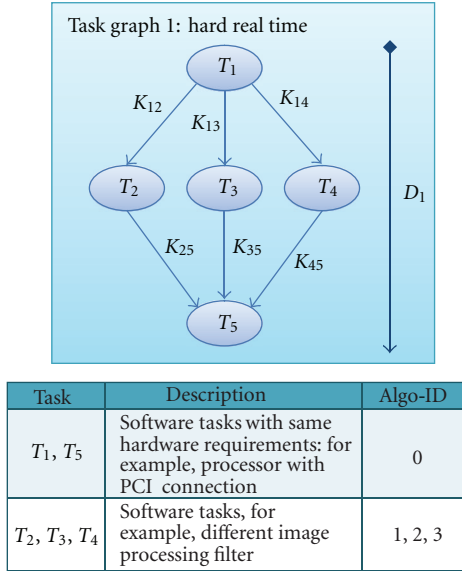 Task graph 1: hard real time
T1
K12
K13
K14
T2
T3
T4
D1
K25
K35
K45
T5
Task Description Algo-ID
T1, T5
Software tasks with same
hardware requirements: for
example, processor with
PCI connection
0
T2, T3, T4
Software tasks, for
example, different image
processing filter
1, 2, 3